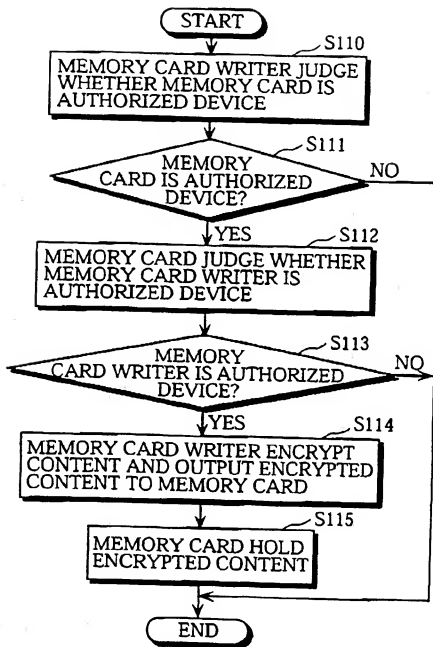 START
S110
MEMORY CARD WRITER JUDGE
WHETHER MEMORY CARD IS
AUTHORIZED DEVICE
S111
MEMORY
CARD IS AUTHORIZED
DEVICE?
NO
YES
S112
MEMORY CARD JUDGE WHETHER
MEMORY CARD WRITER IS
AUTHORIZED DEVICE
S113
MEMORY
CARD WRITER IS AUTHORIZED
DEVICE?
NO
YES
S114
MEMORY CARD WRITER ENCRYPT
CONTENT AND OUTPUT ENCRYPTED
CONTENT TO MEMORY CARD
S115
MEMORY CARD HOLD
ENCRYPTED CONTENT
END